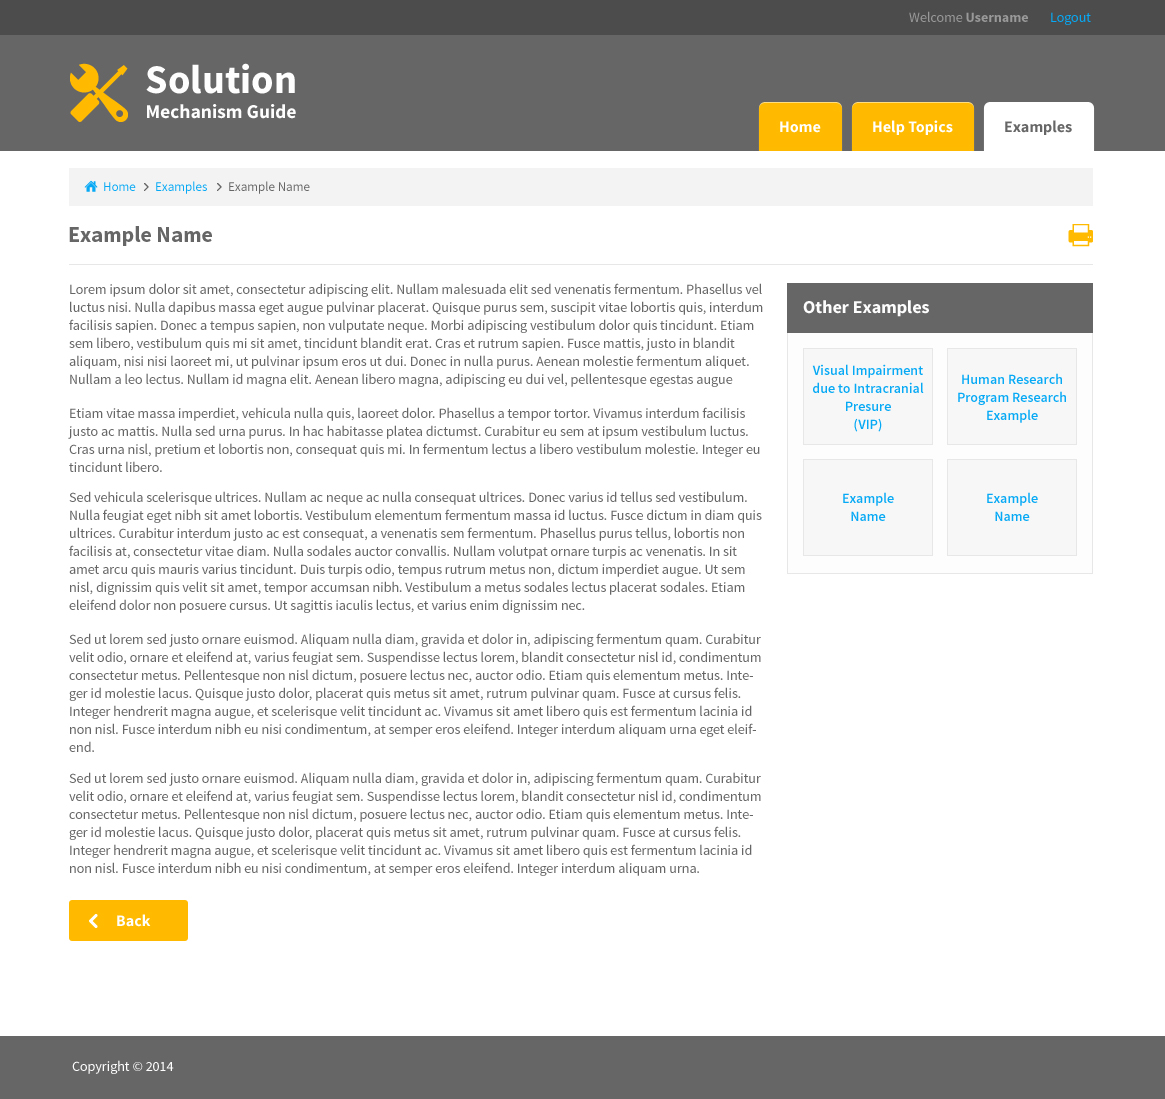 Welcome Username Logout
Solution
Mechanism Guide
Home Help Topics Examples
Home Examples Example Name
Example Name
Lorem ipsum dolor sit amet, consectetur adipiscing elit. Nullam malesuada elit sed venenatis fermentum. Phasellus vel
luctus nisi. Nulla dapibus massa eget augue pulvinar placerat. Quisque purus sem, suscipit vitae lobortis quis, interdum
facilisis sapien. Donec a tempus sapien, non vulputate neque. Morbi adipiscing vestibulum dolor quis tincidunt. Etiam
sem libero, vestibulum quis mi sit amet, tincidunt blandit erat. Cras et rutrum sapien. Fusce mattis, justo in blandit
aliquam, nisi nisi laoreet mi, ut pulvinar ipsum eros ut dui. Donec in nulla purus. Aenean molestie fermentum aliquet.
Nullam a leo lectus. Nullam id magna elit. Aenean libero magna, adipiscing eu dui vel, pellentesque egestas augue
Etiam vitae massa imperdiet, vehicula nulla quis, laoreet dolor. Phasellus a tempor tortor. Vivamus interdum facilisis
justo ac mattis. Nulla sed urna purus. In hac habitasse platea dictumst. Curabitur eu sem at ipsum vestibulum luctus.
Cras urna nisl, pretium et lobortis non, consequat quis mi. In fermentum lectus a libero vestibulum molestie. Integer eu
tincidunt libero.
Sed vehicula scelerisque ultrices. Nullam ac neque ac nulla consequat ultrices. Donec varius id tellus sed vestibulum.
Nulla feugiat eget nibh sit amet lobortis. Vestibulum elementum fermentum massa id luctus. Fusce dictum in diam quis
ultrices. Curabitur interdum justo ac est consequat, a venenatis sem fermentum. Phasellus purus tellus, lobortis non
facilisis at, consectetur vitae diam. Nulla sodales auctor convallis. Nullam volutpat ornare turpis ac venenatis. In sit
amet arcu quis mauris varius tincidunt. Duis turpis odio, tempus rutrum metus non, dictum imperdiet augue. Ut sem
nisl, dignissim quis velit sit amet, tempor accumsan nibh. Vestibulum a metus sodales lectus placerat sodales. Etiam
eleifend dolor non posuere cursus. Ut sagittis iaculis lectus, et varius enim dignissim nec.
Sed ut lorem sed justo ornare euismod. Aliquam nulla diam, gravida et dolor in, adipiscing fermentum quam. Curabitur
velit odio, ornare et eleifend at, varius feugiat sem. Suspendisse lectus lorem, blandit consectetur nisl id, condimentum
consectetur metus. Pellentesque non nisl dictum, posuere lectus nec, auctor odio. Etiam quis elementum metus. Inte-
ger id molestie lacus. Quisque justo dolor, placerat quis metus sit amet, rutrum pulvinar quam. Fusce at cursus felis.
Integer hendrerit magna augue, et scelerisque velit tincidunt ac. Vivamus sit amet libero quis est fermentum lacinia id
non nisl. Fusce interdum nibh eu nisi condimentum, at semper eros eleifend. Integer interdum aliquam urna eget eleif-
end.
Sed ut lorem sed justo ornare euismod. Aliquam nulla diam, gravida et dolor in, adipiscing fermentum quam. Curabitur
velit odio, ornare et eleifend at, varius feugiat sem. Suspendisse lectus lorem, blandit consectetur nisl id, condimentum
consectetur metus. Pellentesque non nisl dictum, posuere lectus nec, auctor odio. Etiam quis elementum metus. Inte-
ger id molestie lacus. Quisque justo dolor, placerat quis metus sit amet, rutrum pulvinar quam. Fusce at cursus felis.
Integer hendrerit magna augue, et scelerisque velit tincidunt ac. Vivamus sit amet libero quis est fermentum lacinia id
non nisl. Fusce interdum nibh eu nisi condimentum, at semper eros eleifend. Integer interdum aliquam urna.
Back
Other Examples
Visual Impairment
due to Intracranial
Presure
(VIP)
Human Research
Program Research
Example
Example
Name
Example
Name
Copyright © 2014